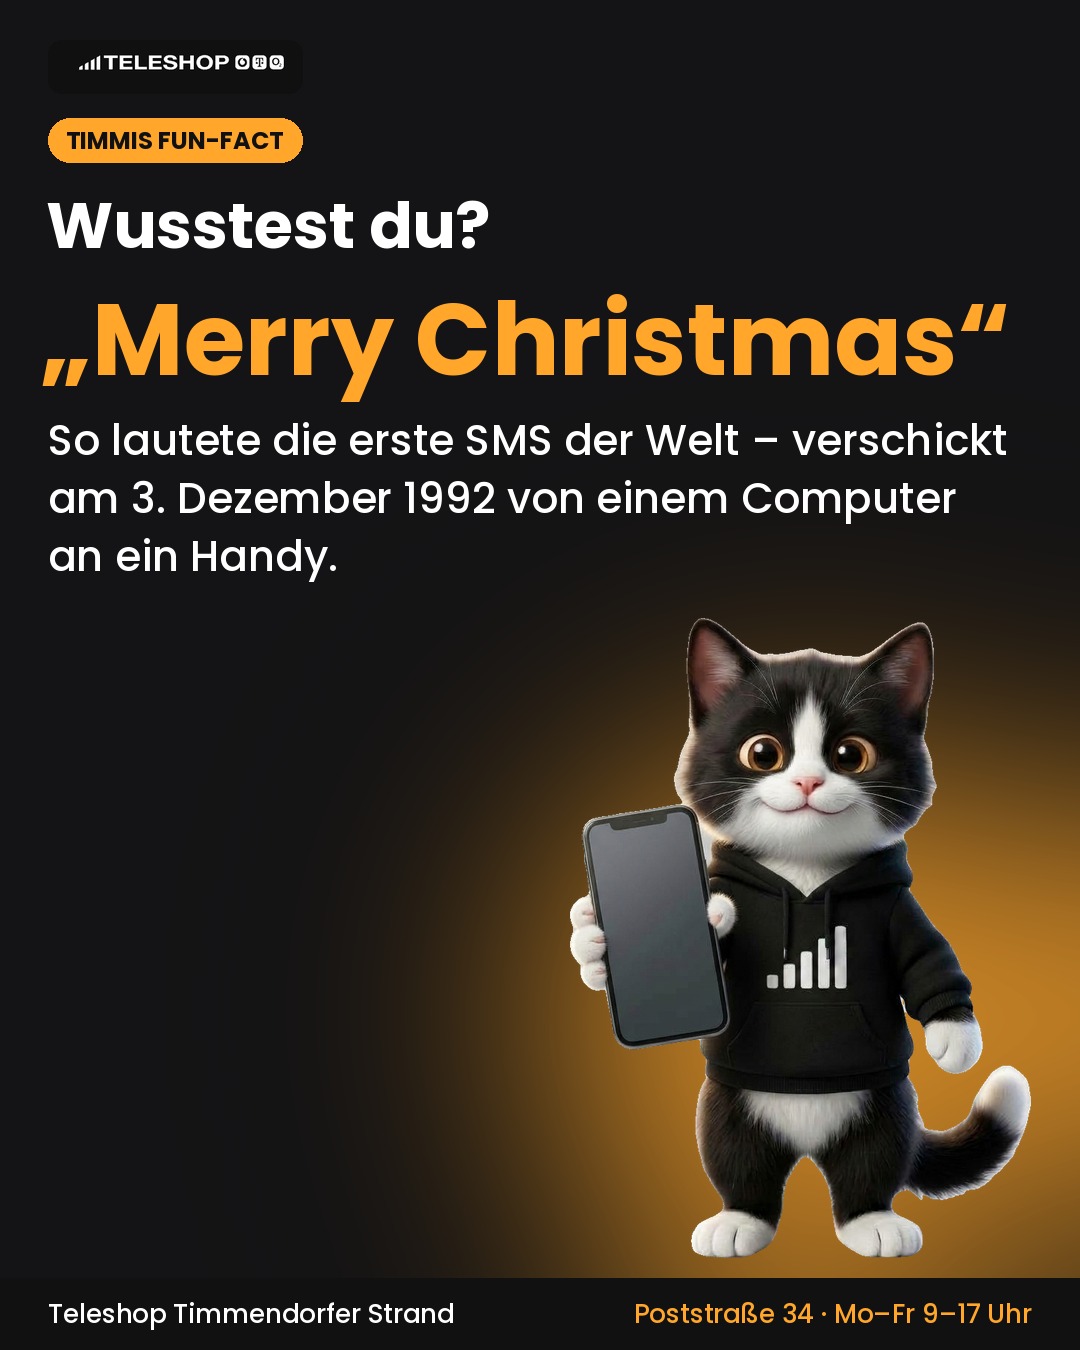 TELESHOP
TIMMIS FUN-FACT
Wusstest du?
„Merry Christmas“
So lautete die erste SMS der Welt – verschickt
am 3. Dezember 1992 von einem Computer
an ein Handy.
Teleshop Timmendorfer Strand
Poststraße 34 · Mo–Fr 9–17 Uhr